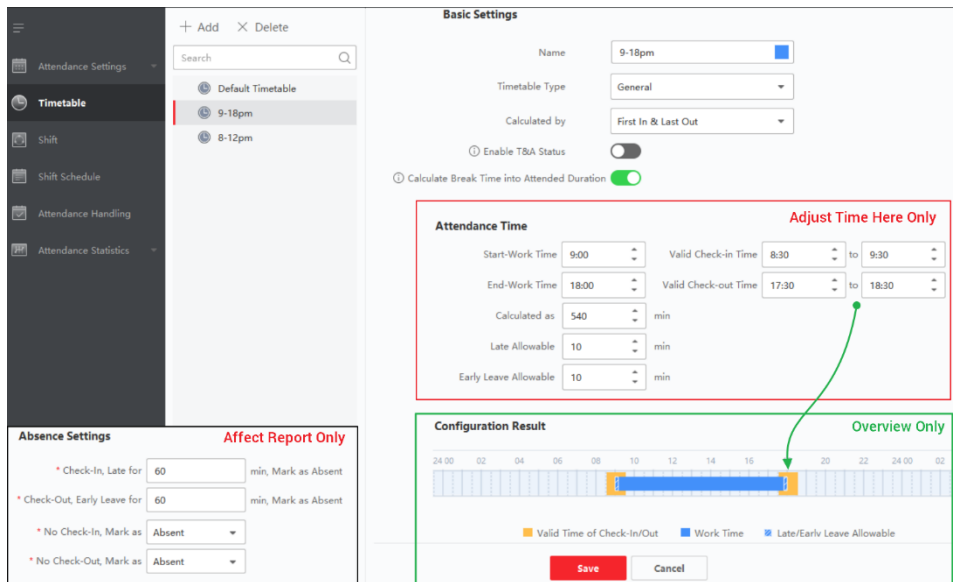 Attendance Settings
Timetable
Shift
Shift Schedule
Attendance Handling
Attendance Statistics
Add Delete
Search
Default Timetable
9-18pm
8-12pm
Basic Settings
Name 9-18pm
Timetable Type General
Calculated by First In & Last Out
Enable T&A Status
Calculate Break Time into Attended Duration
Attendance Time Adjust Time Here Only
Start-Work Time 9:00 Valid Check-in Time 8:30 to 9:30
End-Work Time 18:00 Valid Check-out Time 17:30 to 18:30
Calculated as 540 min
Late Allowable 10 min
Early Leave Allowable 10 min
Absence Settings Affect Report Only
* Check-In, Late for 60 min, Mark as Absent
* Check-Out, Early Leave for 60 min, Mark as Absent
* No Check-In, Mark as Absent
* No Check-Out, Mark as Absent
Configuration Result Overview Only
24 00 02 04 06 08 10 12 14 16 20 22 24 00 02
Valid Time of Check-In/Out Work Time Late/Early Leave Allowable
Save Cancel